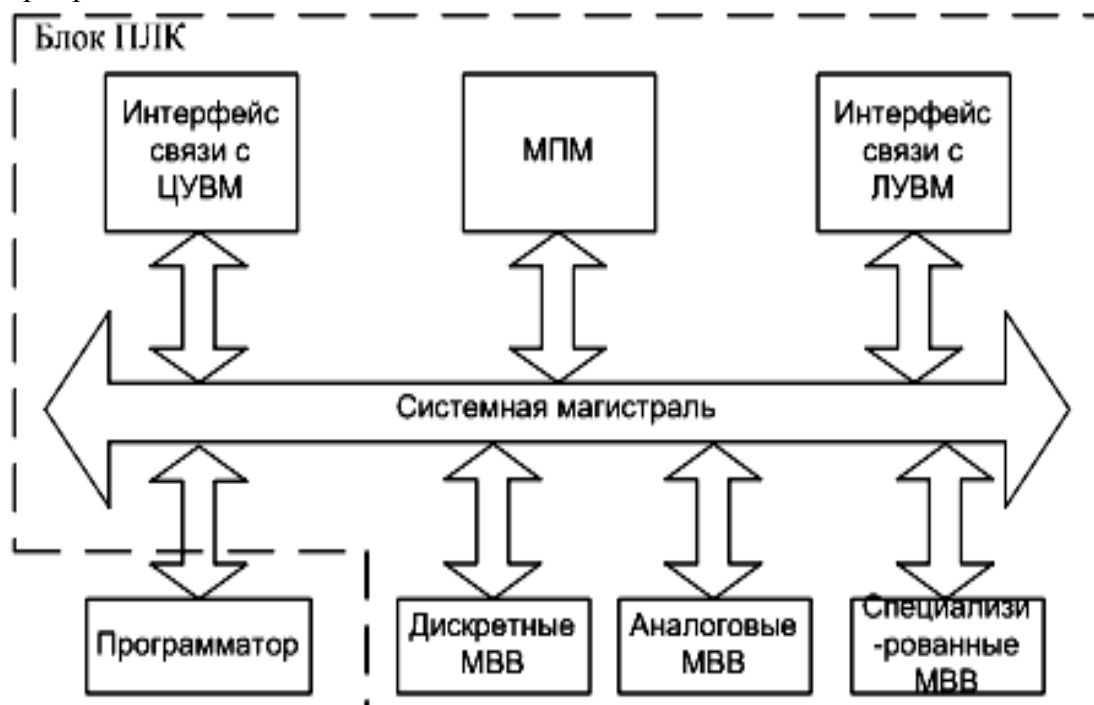 Блок ПЛК
Интерфейс
связи с
ЦУВМ
МПМ
Интерфейс
связи с
ЛУВМ
Системная магистраль
Программатор
Дискретные
МВВ
Аналоговые
МВВ
Специализи
-рованные
МВВ